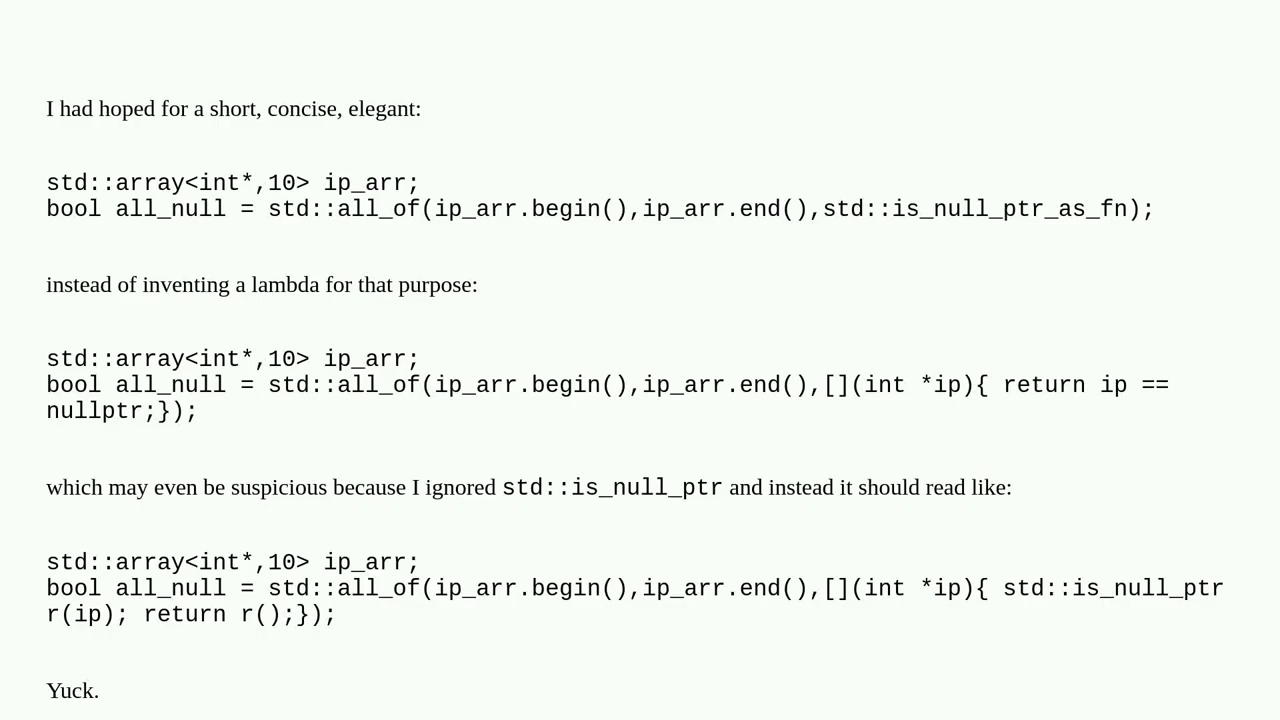 I had hoped for a short, concise, elegant:
std::array<int*,10> ip_arr;
bool all_null = std::all_of(ip_arr.begin(),ip_arr.end(),std::is_null_ptr_as_fn);
instead of inventing a lambda for that purpose:
std::array<int*,10> ip_arr;
bool all_null = std::all_of(ip_arr.begin(),ip_arr.end(),[](int *ip){ return ip ==
nullptr;});
which may even be suspicious because I ignored std::is_null_ptr and instead it should read like:
std::array<int*,10> ip_arr;
bool all_null = std::all_of(ip_arr.begin(),ip_arr.end(),[](int *ip){ std::is_null_ptr
r(ip); return r();});
Yuck.